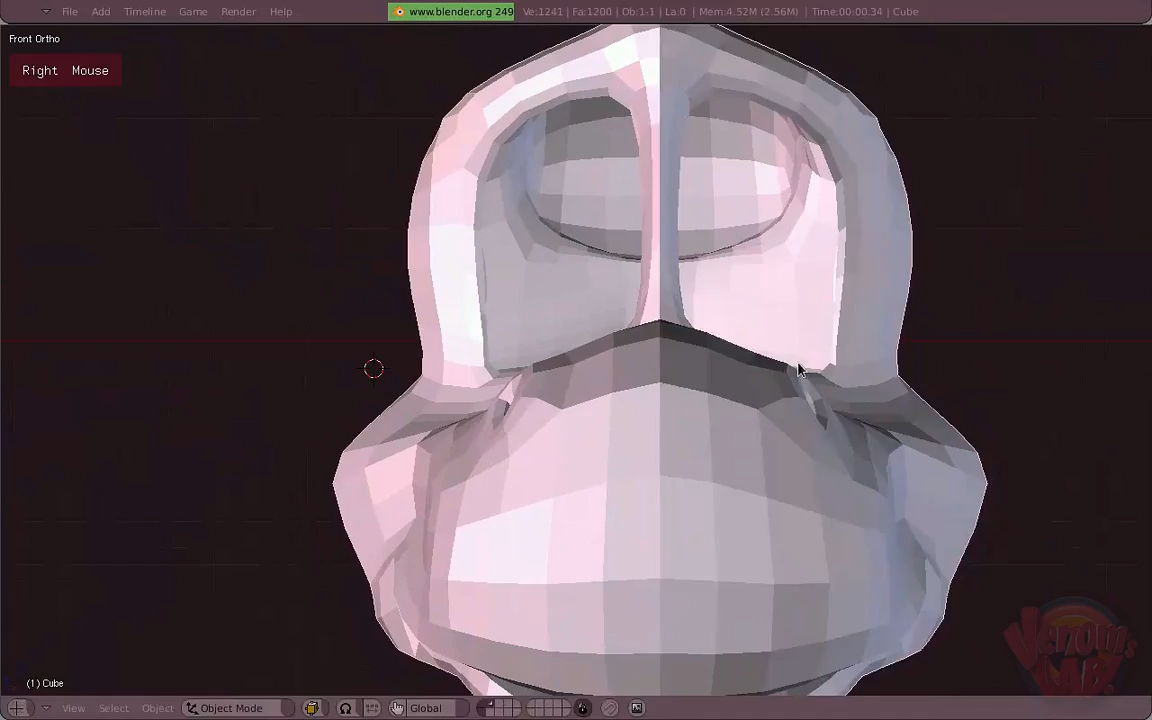 File Add Timeline Game Render Help www.blender.org 249 Ve:1241 | Fa:1200 | Ob:1-1 | La:0 | Mem:4.52M (2.56M) | Time:00:00.34 | Cube
Front Ortho
Right Mouse
Venom's
LAB.
(1) Cube
View Select Object Object Mode Global